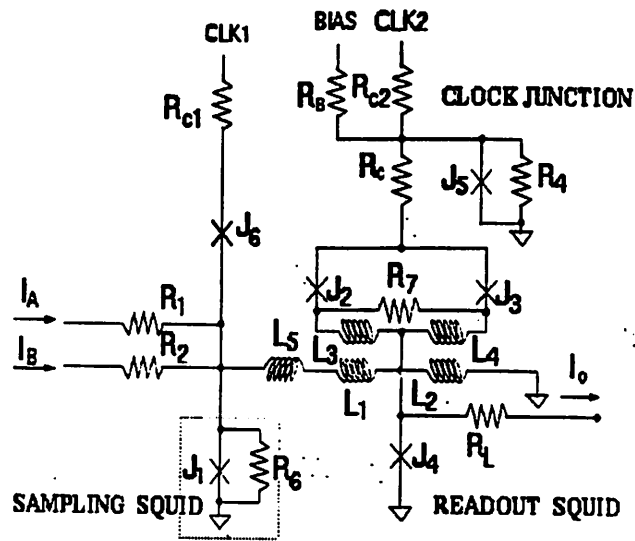 BIAS CLK2
CLK1
R_B R_c2 CLOCK JUNCTION
R_c1
R_c J_5 R_4
J_6
J_2 R_7 J_3
I_A R_1
L_5 L_3 L_4
I_B R_2
L_1 L_2 I_o
J_1 R_6 J_4 R_L
SAMPLING SQUID READOUT SQUID